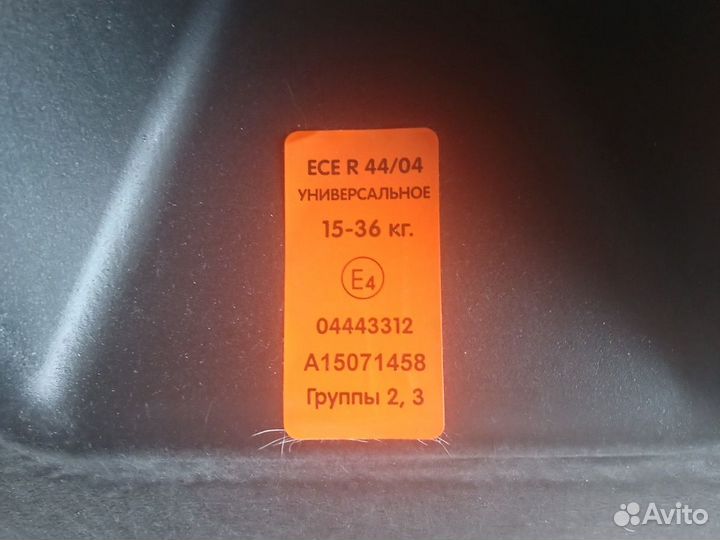 ECE R 44/04
УНИВЕРСАЛЬНОЕ
15-36 кг.
E4
04443312
A15071458
Группы 2, 3
Avito